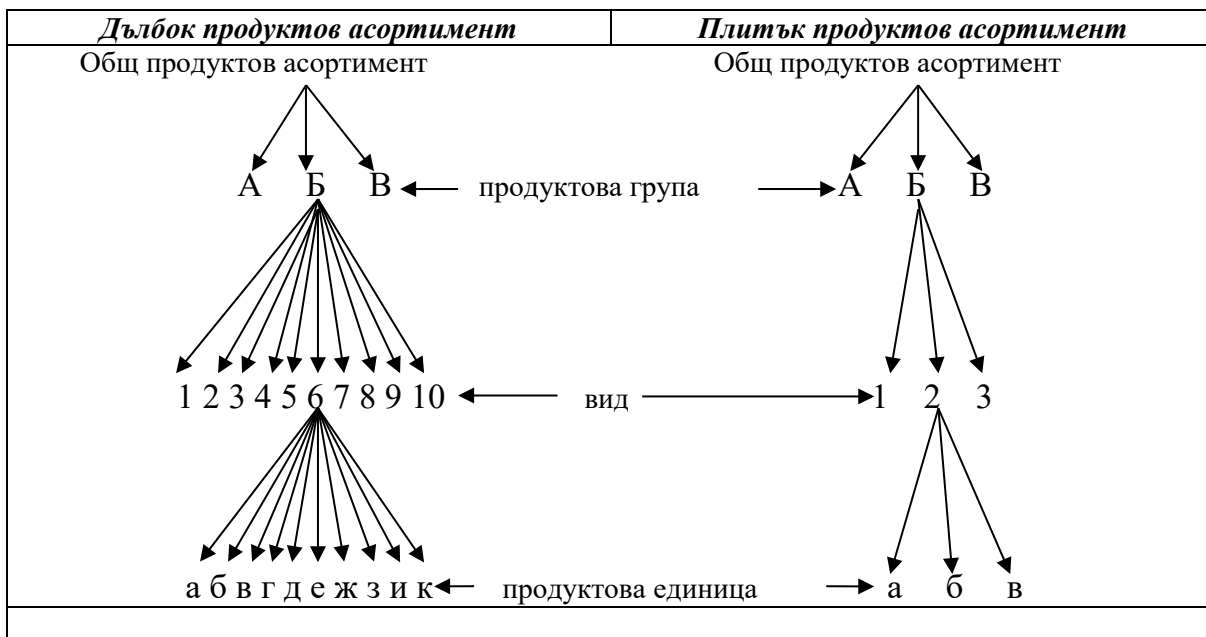 Дълбок продуктов асортимент Плитък продуктов асортимент
Общ продуктов асортимент Общ продуктов асортимент
А Б В продуктова група А Б В
1 2 3 4 5 6 7 8 9 10 вид 1 2 3
а б в г д е ж з и к продуктова единица а б в